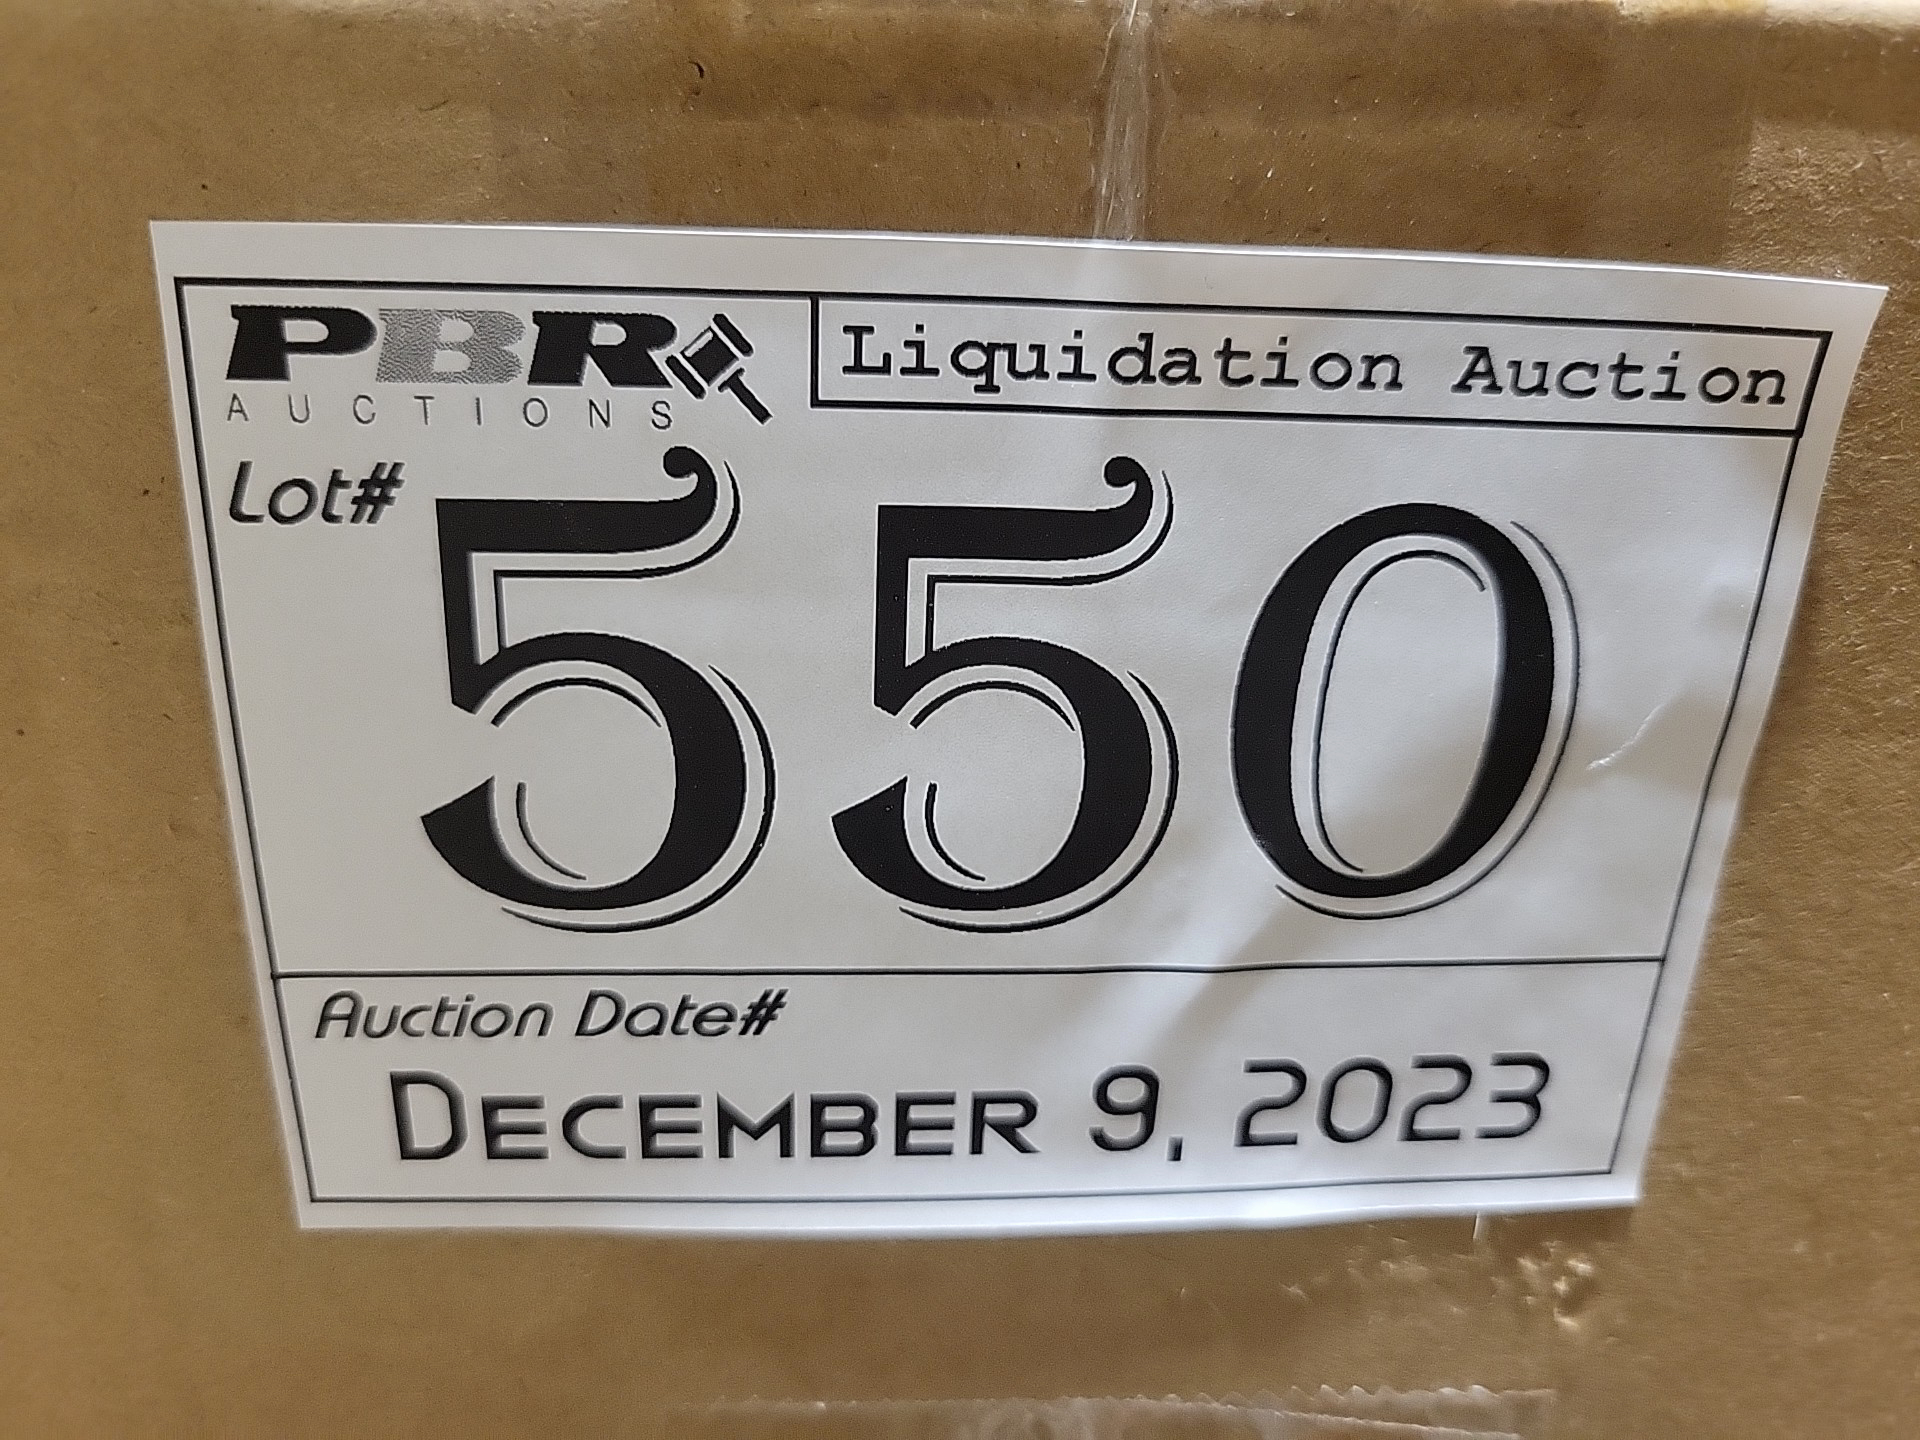 PBR
AUCTIONS
Liquidation Auction
Lot#
550
Auction Date#
DECEMBER 9, 2023